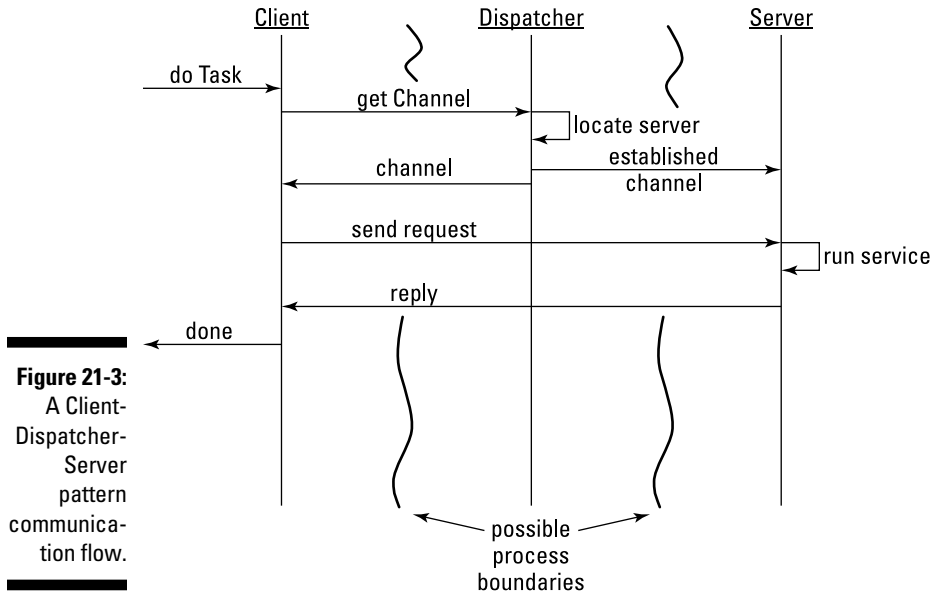 Client
Dispatcher
Server
do Task
get Channel
locate server
established
channel
channel
send request
run service
reply
done
Figure 21-3:
A Client-
Dispatcher-
Server
pattern
communica-
tion flow.
possible
process
boundaries